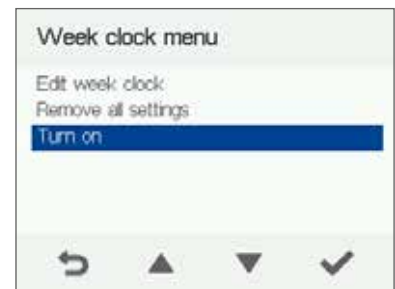 Week clock menu
Edit week clock
Remove all settings
Turn on